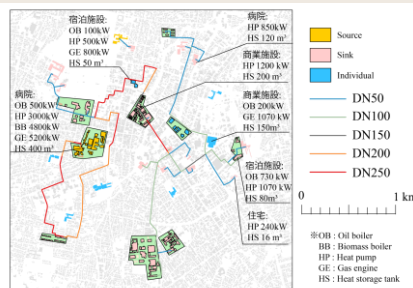 宿泊施設:
OB 100kW
HP 500kW
GE 800kW
HS 50 m³
病院:
HP 850kW
HS 120 m³
商業施設:
HP 1200 kW
HS 200 m³
商業施設:
OB 200kW
GE 1070 kW
HS 150m³
病院:
OB 500kW
HP 3000kW
BB 4800kW
GE 5200kW
HS 400 m³
宿泊施設:
OB 730 kW
HP 1070 kW
HS 80m³
住宅:
HP 240kW
HS 16 m³
Source
Sink
Individual
DN50
DN100
DN150
DN200
DN250
0 1 km
※OB : Oil boiler
BB : Biomass boiler
HP : Heat pump
GE : Gas engine
HS : Heat storage tank